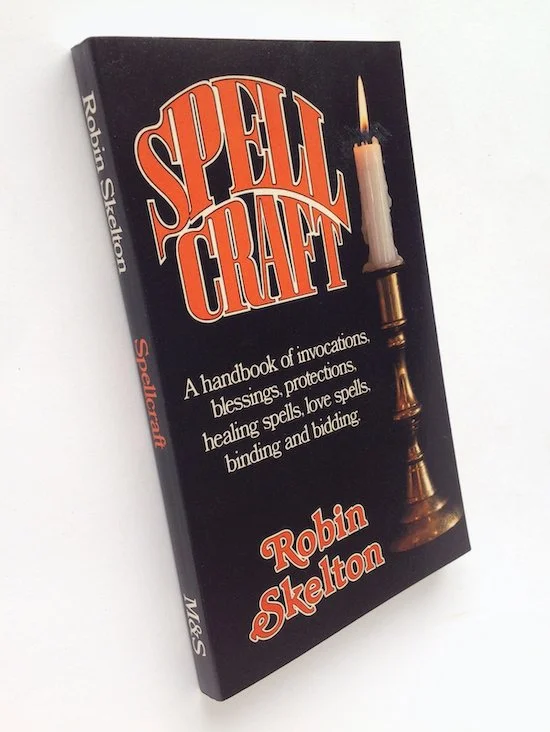 Robin Skelton
Spellcraft
M&S
SPELL
CRAFT
A handbook of invocations,
blessings, protections,
healing spells, love spells,
binding and bidding.
Robin
Skelton